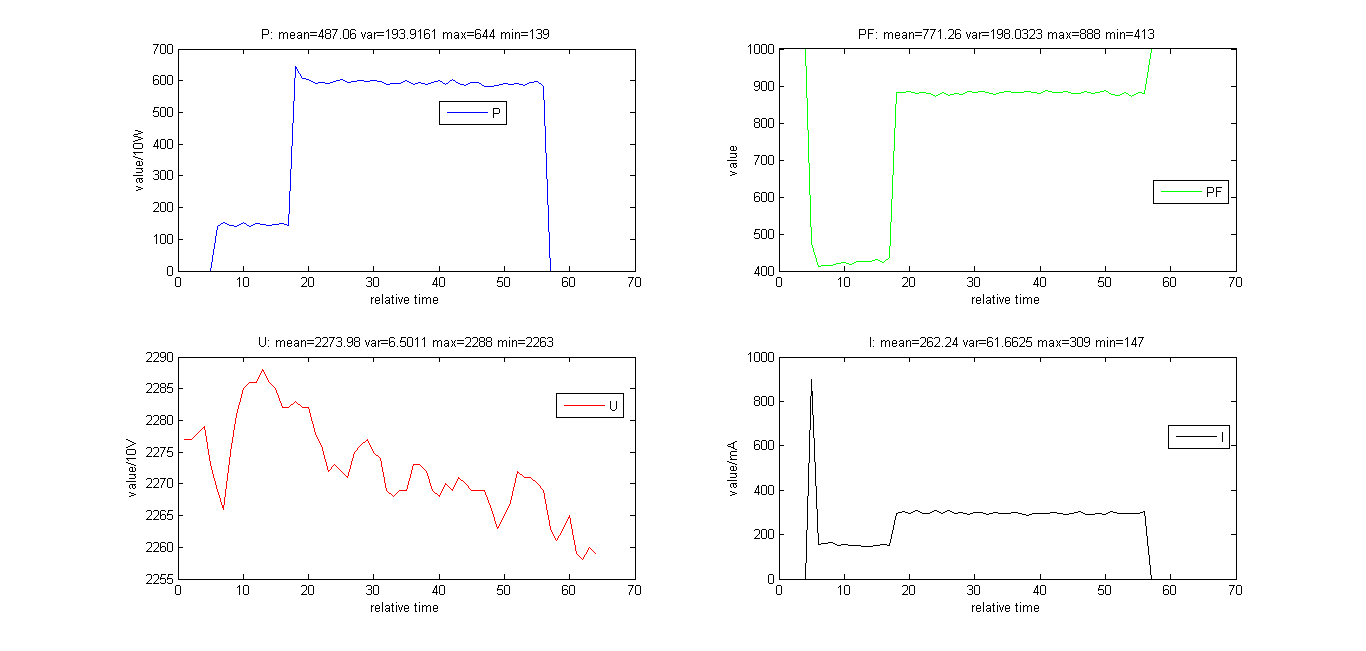 P: mean=487.06 var=193.9161 max=644 min=139
700
600
500
400
300
200
100
0
value/10W
P
0 10 20 30 40 50 60 70
relative time
PF: mean=771.26 var=198.0323 max=888 min=413
1000
900
800
700
600
500
400
value
PF
0 10 20 30 40 50 60 70
relative time
U: mean=2273.98 var=6.5011 max=2288 min=2263
2290
2285
2280
2275
2270
2265
2260
2255
value/10V
U
0 10 20 30 40 50 60 70
relative time
I: mean=262.24 var=61.6625 max=309 min=147
1000
800
600
400
200
0
value/mA
I
0 10 20 30 40 50 60 70
relative time